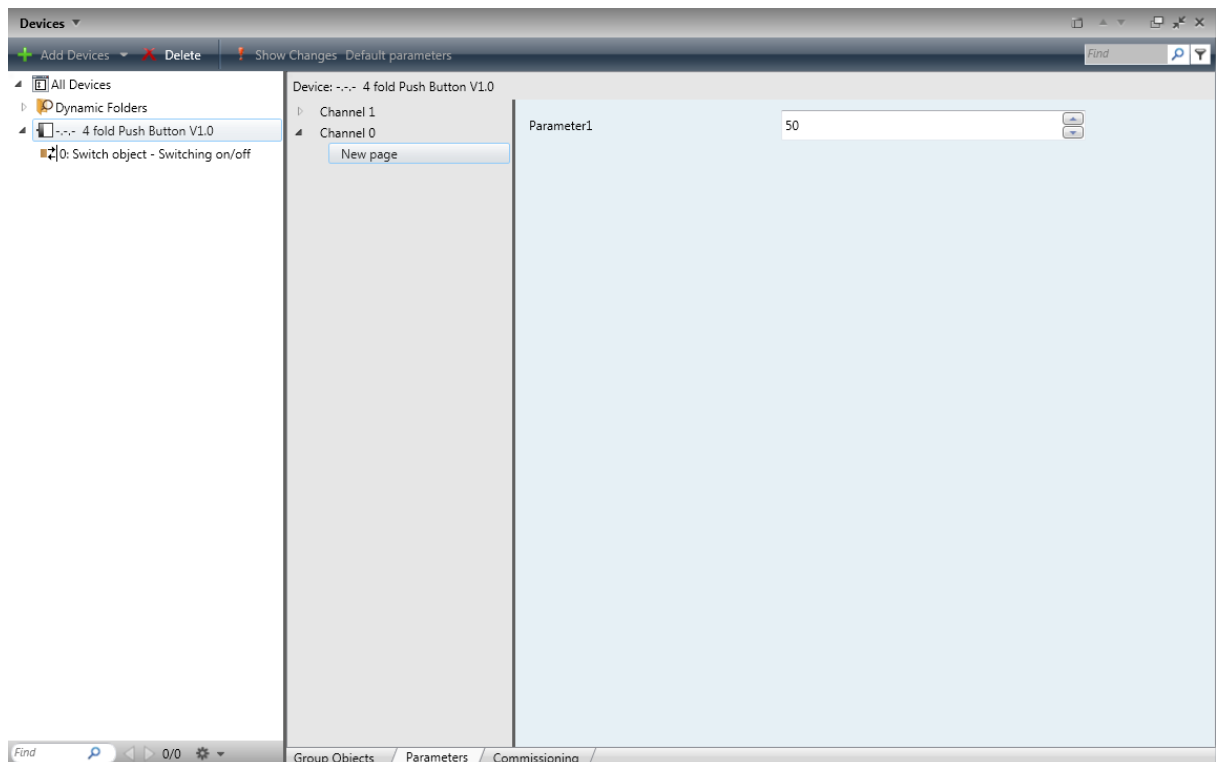 Devices
Add Devices Delete Show Changes Default parameters Find
All Devices
Dynamic Folders
-.-.- 4 fold Push Button V1.0
0: Switch object - Switching on/off
Device: -.-.- 4 fold Push Button V1.0
Channel 1
Channel 0
New page
Parameter1 50
Find 0/0
Group Objects Parameters Commissioning